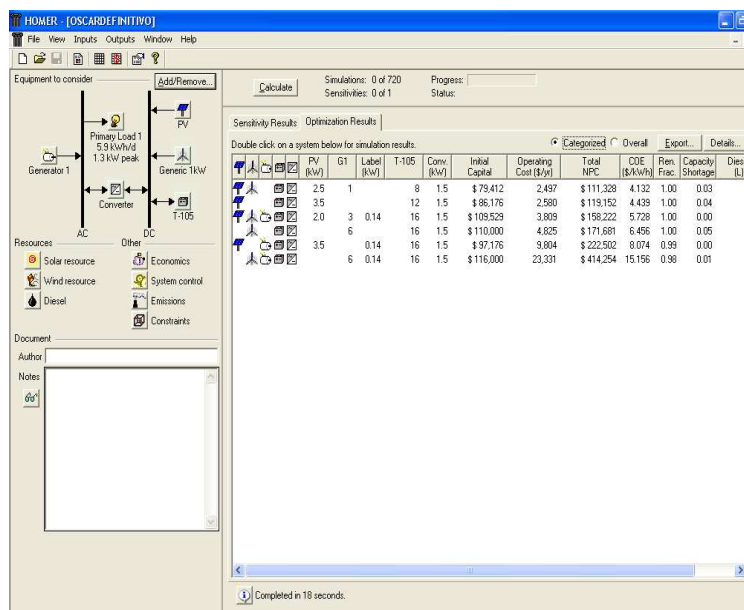 HOMER - [OSCARDEFINITIVO]
File View Inputs Outputs Window Help
Equipment to consider Add/Remove...
Primary Load 1
5.9 kWh/d
1.3 kW peak
PV
Generator 1
Generic 1kW
Converter
T-105
AC DC
Resources Other
Solar resource Economics
Wind resource System control
Diesel Emissions
Constraints
Document
Author
Notes
Calculate
Simulations: 0 of 720 Progress:
Sensitivities: 0 of 1 Status:
Sensitivity Results Optimization Results
Double click on a system below for simulation results. Categorized Overall Export... Details...
PV G1 Label T-105 Conv. Initial Operating Total COE Ren. Capacity Dies
(kW) (kW) (kW) Capital Cost ($/yr) NPC ($/kWh) Frac. Shortage (L)
2.5 1 8 1.5 $ 79,412 2,497 $ 111,328 4.132 1.00 0.03
3.5 12 1.5 $ 86,176 2,580 $ 119,152 4.439 1.00 0.04
2.0 3 0.14 16 1.5 $ 109,529 3,809 $ 158,222 5.728 1.00 0.00
6 16 1.5 $ 110,000 4,825 $ 171,681 6.456 1.00 0.05
3.5 0.14 16 1.5 $ 97,176 9,804 $ 222,502 8.074 0.99 0.00
6 0.14 16 1.5 $ 116,000 23,331 $ 414,254 15.156 0.98 0.01
Completed in 18 seconds.